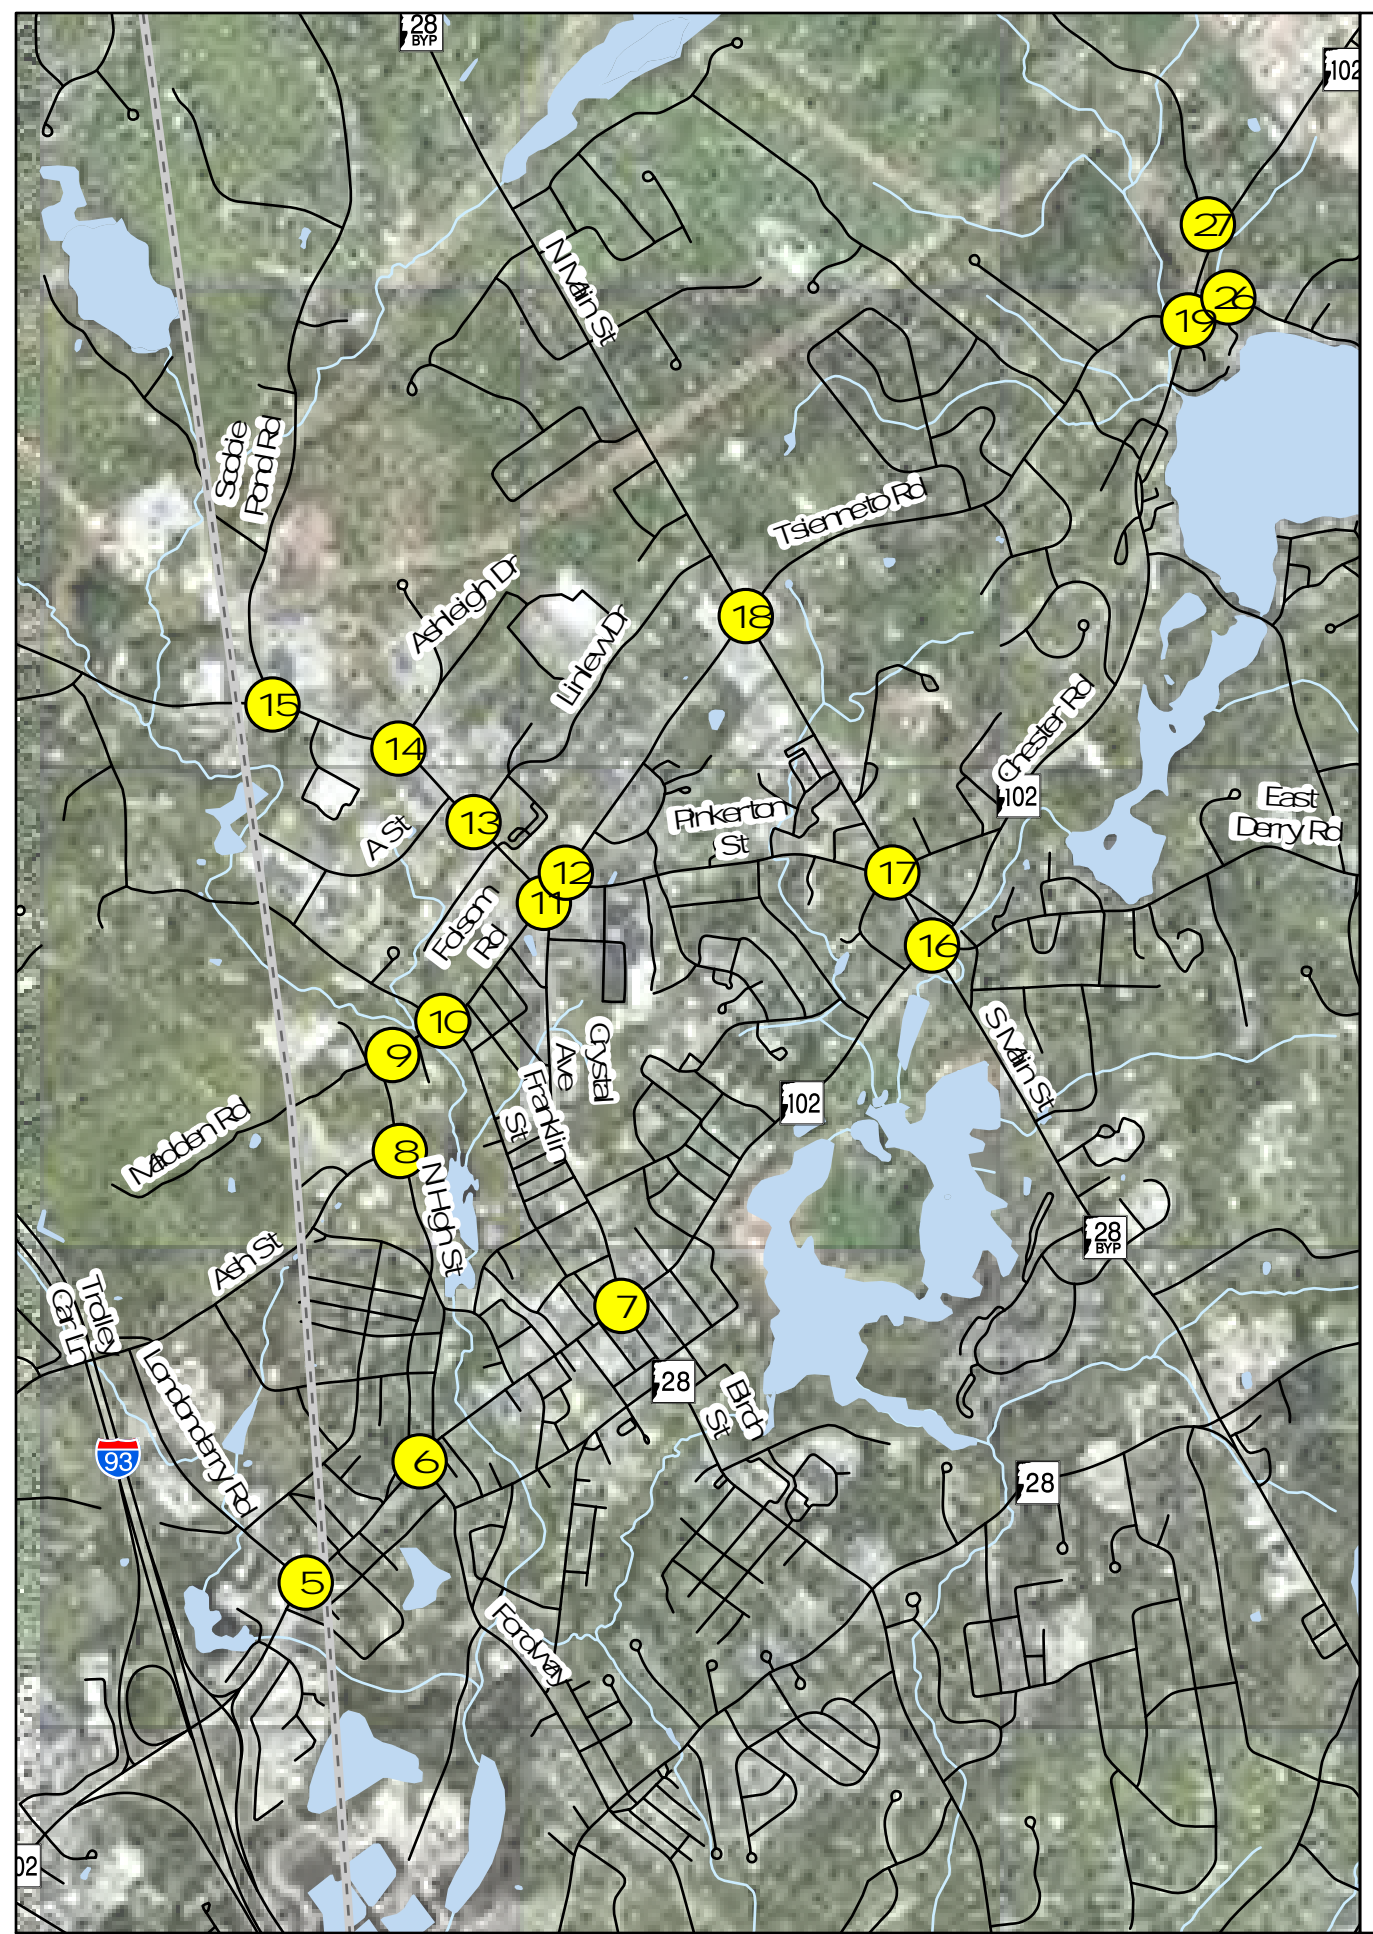 28
BYP
102
27
26
19
N Main St
Scobie
Pond Rd
Tsienneto Rd
Ashleigh Dr
Linlew Dr
18
15
14
Chester Rd
102
13
A St
Pinkerton
St
East
Derry Rd
12
17
11
Folsom
Rd
16
10
S Main St
9
Crystal
Ave
Franklin
St
102
Madden Rd
8
N High St
28
BYP
Ash St
Trolley
Car Ln
7
Londonderry Rd
28
Birch
St
93
6
28
5
Fordway
02